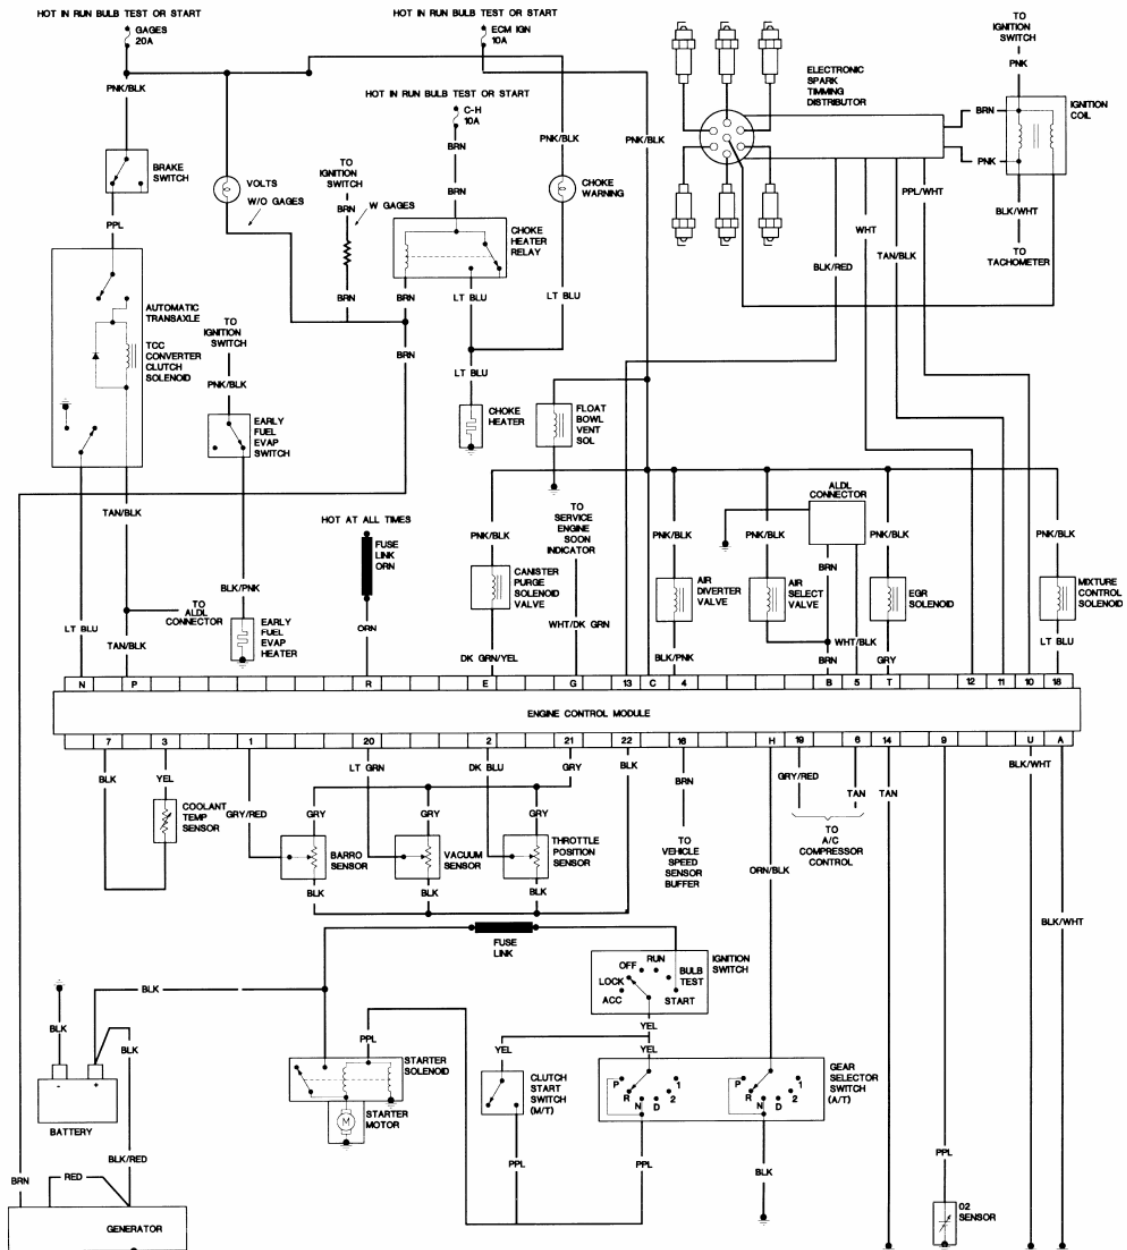 HOT IN RUN BULB TEST OR START
HOT IN RUN BULB TEST OR START
GAGES
20A
ECM IGN
10A
TO
IGNITION
SWITCH
PNK
HOT IN RUN BULB TEST OR START
C-H
10A
PNK/BLK
ELECTRONIC
SPARK
TIMING
DISTRIBUTOR
BRN
IGNITION
COIL
BRN
PNK/BLK
PNK/BLK
PNK
BRAKE
SWITCH
TO
IGNITION
SWITCH
VOLTS
W/O GAGES
BRN
BRN
W GAGES
CHOKE
WARNING
PPL/WHT
BLK/WHT
PPL
CHOKE
HEATER
RELAY
WHT
TAN/BLK
TO
TACHOMETER
BLK/RED
BRN
BRN
LT BLU
LT BLU
AUTOMATIC
TRANSAXLE
TO
IGNITION
SWITCH
TCC
CONVERTER
CLUTCH
SOLENOID
BRN
LT BLU
PNK/BLK
PNK/BLK
CHOKE
HEATER
FLOAT
BOWL
VENT
SOL
EARLY
FUEL
EVAP
SWITCH
ALDL
CONNECTOR
TAN/BLK
HOT AT ALL TIMES
TO
SERVICE
ENGINE
SOON
INDICATOR
FUSE
LINK
ORN
PNK/BLK
PNK/BLK
PNK/BLK
PNK/BLK
PNK/BLK
BRN
BLK/PNK
CANISTER
PURGE
SOLENOID
VALVE
AIR
DIVERTER
VALVE
AIR
SELECT
VALVE
EGR
SOLENOID
MIXTURE
CONTROL
SOLENOID
TO
ALDL
CONNECTOR
LT BLU
TAN/BLK
EARLY
FUEL
EVAP
HEATER
ORN
WHT/DK GRN
WHT/BLK
LT BLU
DK GRN/YEL
BLK/PNK
BRN
GRY
N P R E G 13 C 4 B 5 T 12 11 10 18
ENGINE CONTROL MODULE
7 3 1 20 2 21 22 16 H 19 6 14 9 U A
BLK
YEL
LT GRN
DK BLU
GRY
BLK
BRN
GRY/RED
TAN
TAN
BLK/WHT
COOLANT
TEMP
SENSOR
GRY/RED
GRY
GRY
GRY
TO
A/C
COMPRESSOR
CONTROL
BARRO
SENSOR
VACUUM
SENSOR
THROTTLE
POSITION
SENSOR
TO
VEHICLE
SPEED
SENSOR
BUFFER
ORN/BLK
BLK
BLK
BLK
BLK/WHT
FUSE
LINK
IGNITION
SWITCH
OFF
RUN
LOCK
BULB
TEST
ACC
START
BLK
BLK
BLK
PPL
YEL
YEL
YEL
STARTER
SOLENOID
CLUTCH
START
SWITCH
(M/T)
P R N D 2 1
P R N D 2 1
GEAR
SELECTOR
SWITCH
(A/T)
- +
BATTERY
M
STARTER
MOTOR
BLK/RED
PPL
PPL
BLK
PPL
BRN
RED
O2
SENSOR
GENERATOR